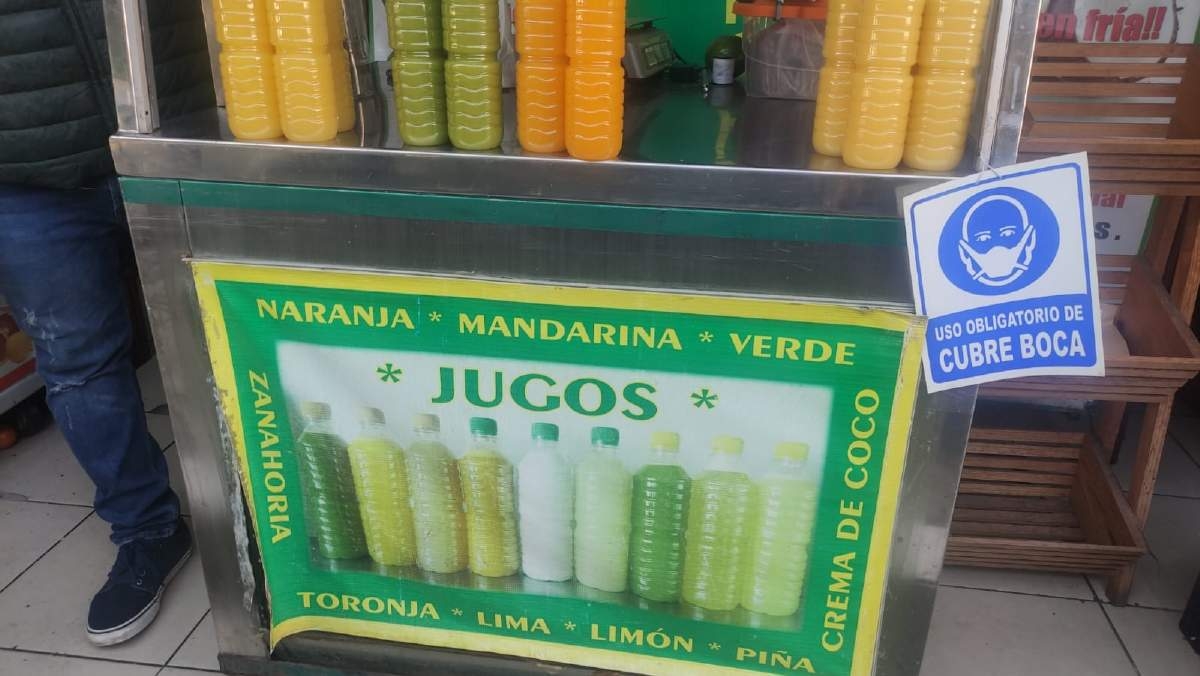 en fría!!
s.
USO OBLIGATORIO DE
CUBRE BOCA
NARANJA * MANDARINA * VERDE
* JUGOS *
ZANAHORIA
CREMA DE COCO
TORONJA * LIMA * LIMÓN * PIÑA